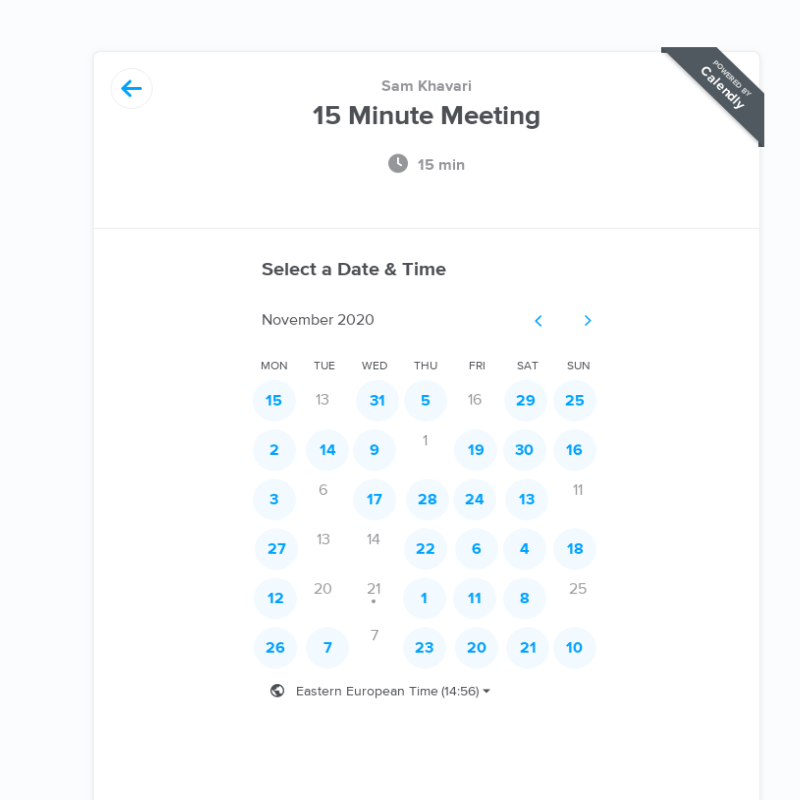 Sam Khavari
15 Minute Meeting
15 min
POWERED BY
Calendly
Select a Date & Time
November 2020
MON TUE WED THU FRI SAT SUN
15 13 31 5 16 29 25
2 14 9 1 19 30 16
3 6 17 28 24 13 11
27 13 14 22 6 4 18
12 20 21 1 11 8 25
26 7 7 23 20 21 10
Eastern European Time (14:56)